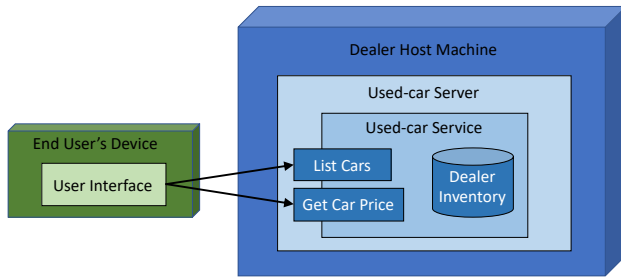 Dealer Host Machine
Used-car Server
Used-car Service
End User's Device
User Interface
List Cars
Get Car Price
Dealer
Inventory